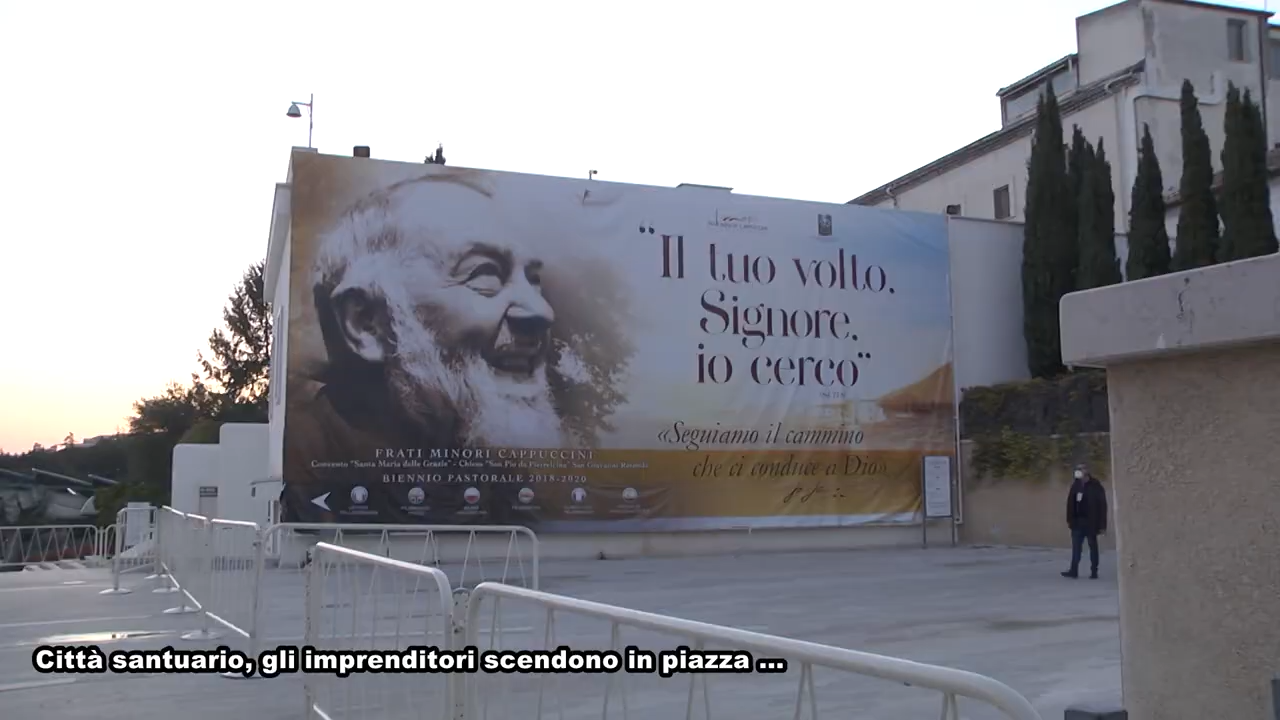 “Il tuo volto,
Signore,
io cerco”
«Seguiamo il cammino
che ci conduce a Dio»
FRATI MINORI CAPPUCCINI
Convento "Santa Maria delle Grazie" - Chiesa "San Pio da Pietrelcina" San Giovanni Rotondo
BIENNIO PASTORALE 2018-2020
Città santuario, gli imprenditori scendono in piazza ...